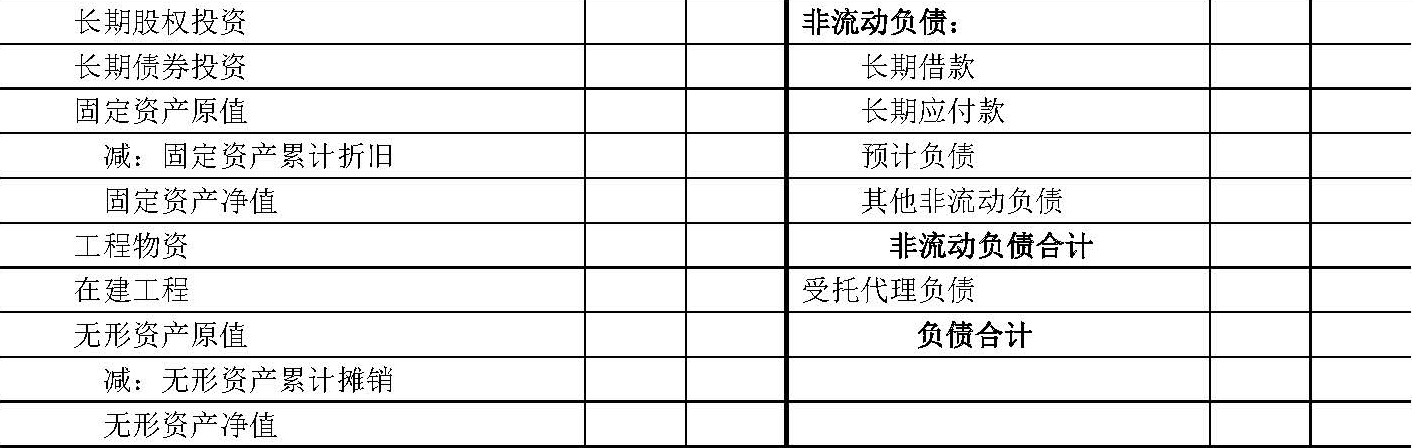 长期股权投资 非流动负债：
长期债券投资 长期借款
固定资产原值 长期应付款
减：固定资产累计折旧 预计负债
固定资产净值 其他非流动负债
工程物资 非流动负债合计
在建工程 受托代理负债
无形资产原值 负债合计
减：无形资产累计摊销
无形资产净值